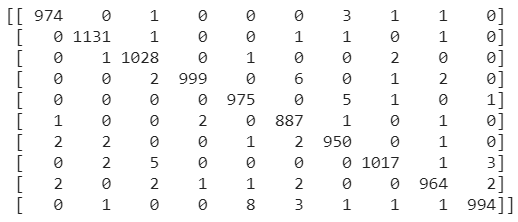 [[ 974 0 1 0 0 0 3 1 1 0]
[ 0 1131 1 0 0 1 1 0 1 0]
[ 0 1 1028 0 1 0 0 2 0 0]
[ 0 0 2 999 0 6 0 1 2 0]
[ 0 0 0 0 975 0 5 1 0 1]
[ 1 0 0 2 0 887 1 0 1 0]
[ 2 2 0 0 1 2 950 0 1 0]
[ 0 2 5 0 0 0 0 1017 1 3]
[ 2 0 2 1 1 2 0 0 964 2]
[ 0 1 0 0 8 3 1 1 1 994]]